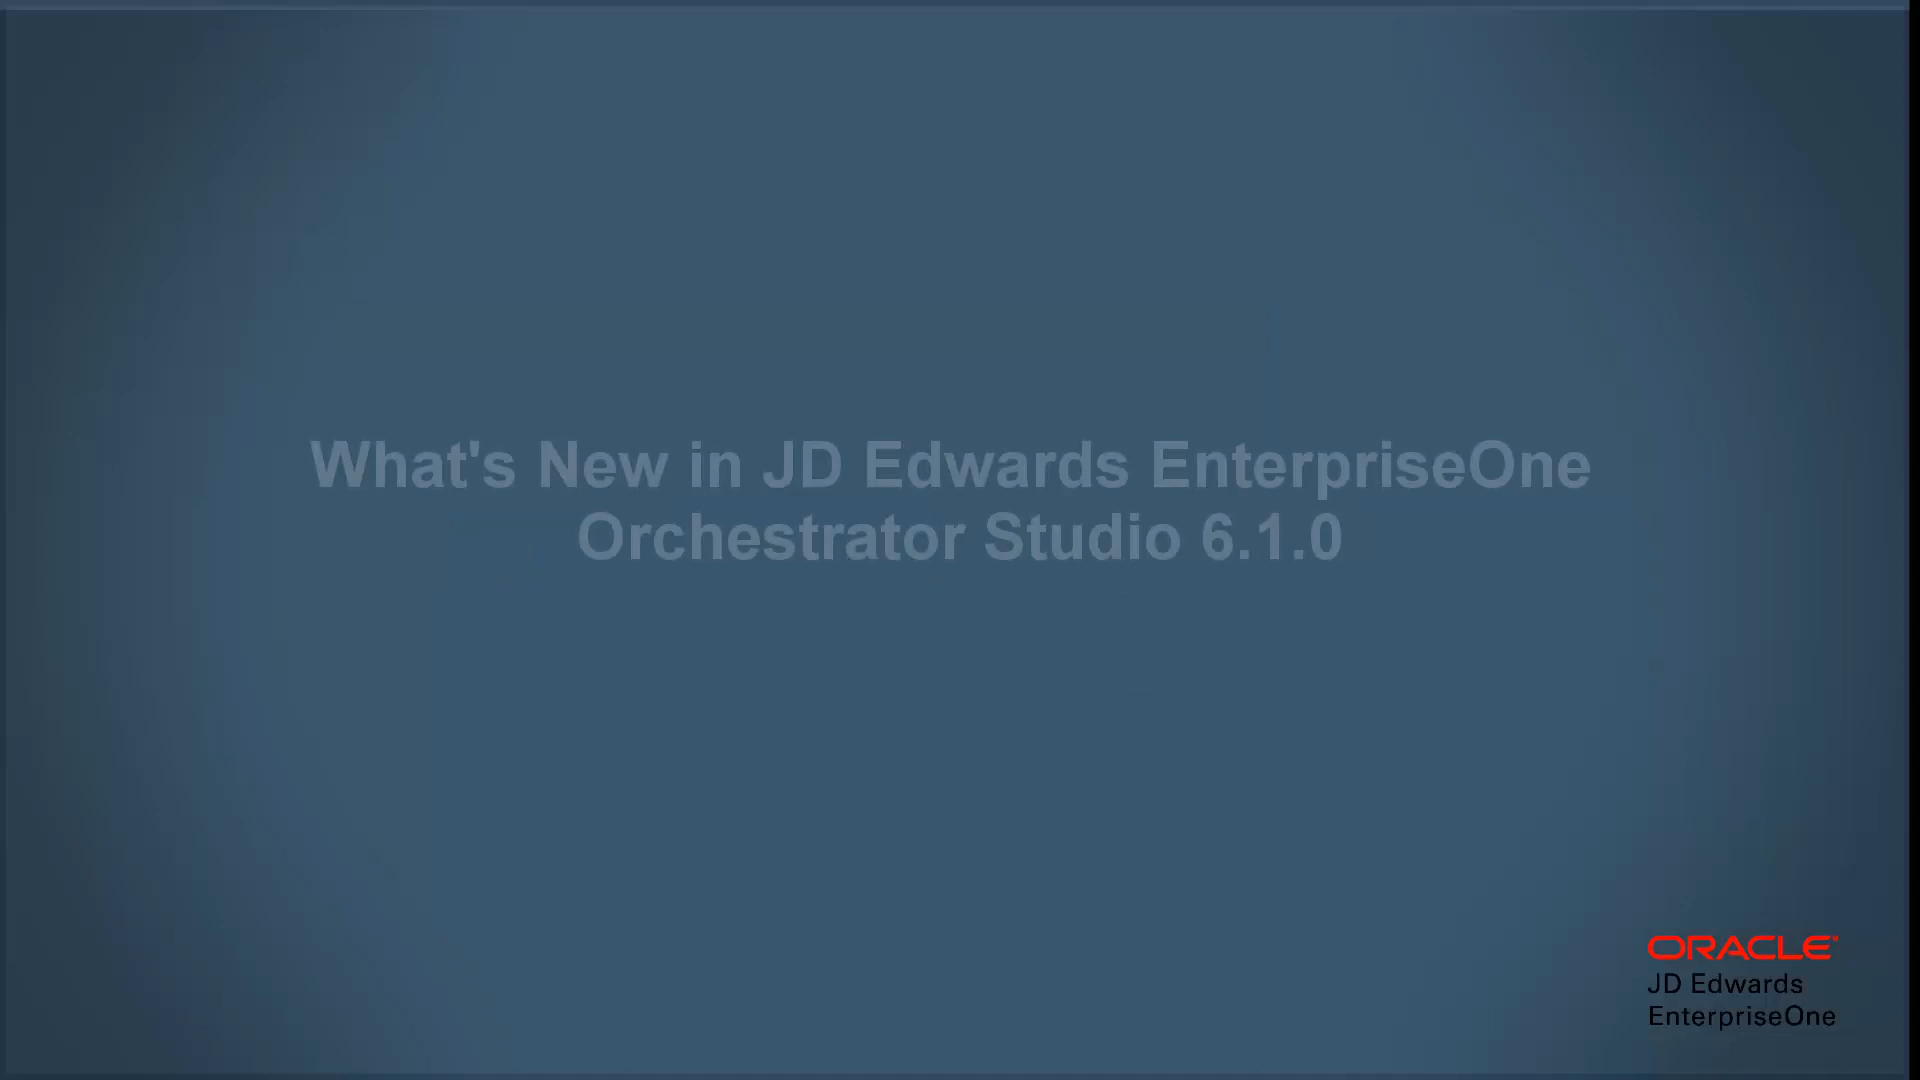 What's New in JD Edwards EnterpriseOne
Orchestrator Studio 6.1.0
ORACLE
JD Edwards
EnterpriseOne